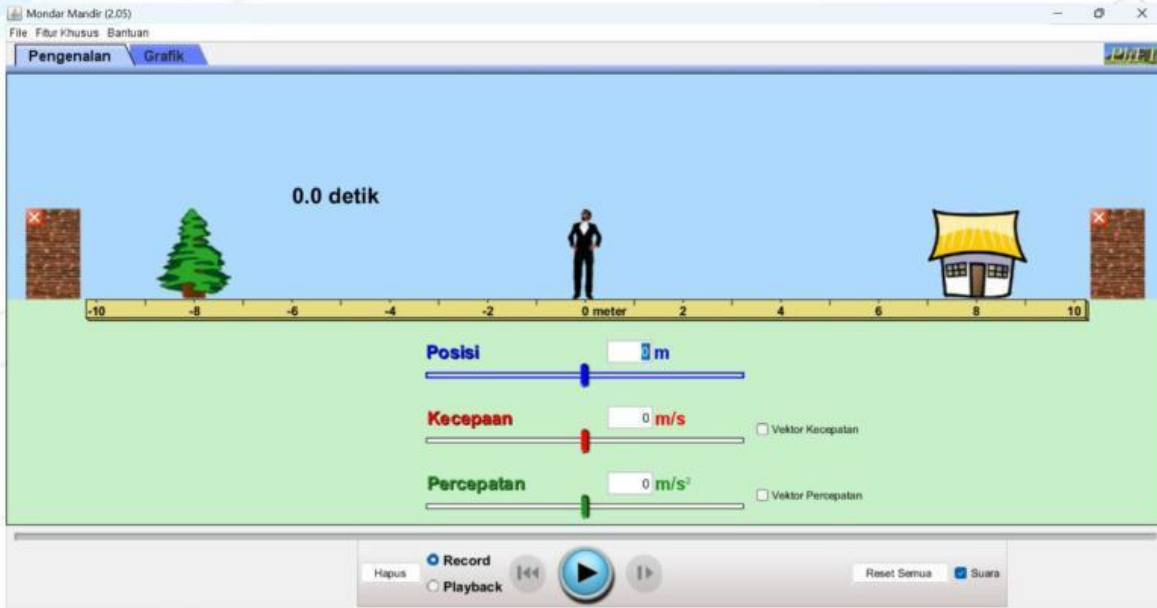 Mondar Mandir (2.05)
File Fitur Khusus Bantuan
Pengenalan Grafik
0.0 detik
-10 -8 -6 -4 -2 0 meter 2 4 6 8 10
Posisi 0 m
Kecepaan 0 m/s
Vektor Kecepatan
Percepatan 0 m/s²
Vektor Percepatan
Hapus
Record
Playback
Reset Semua
Suara